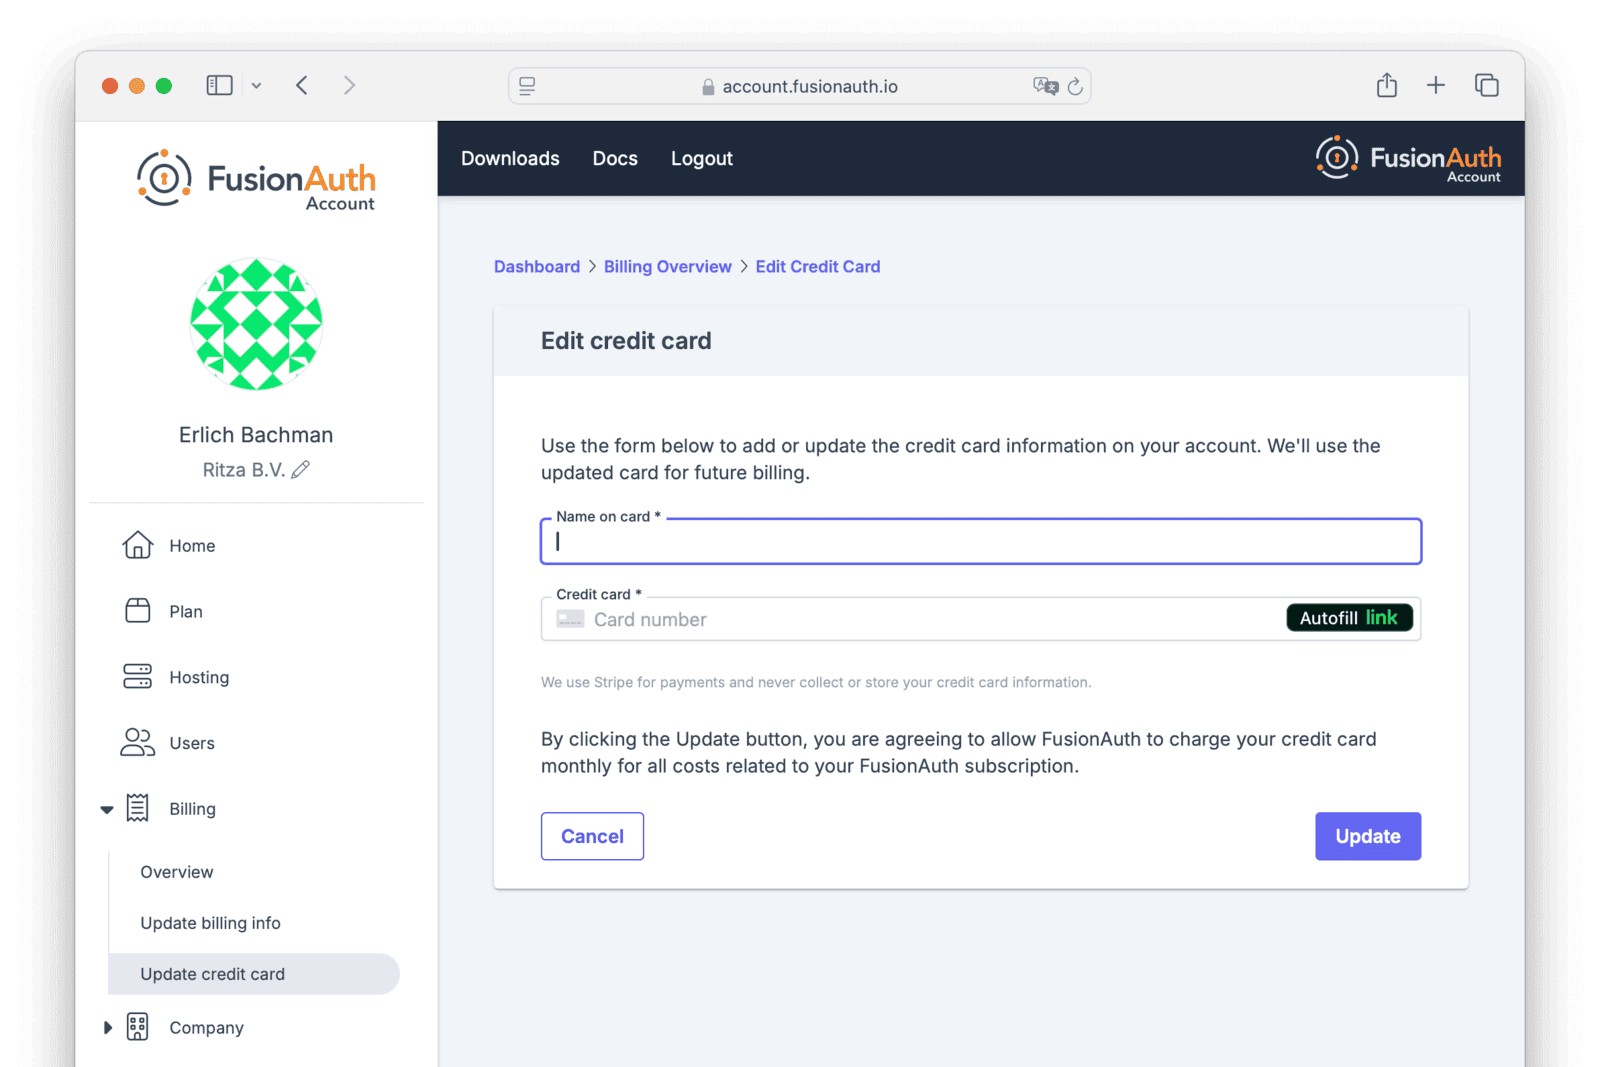 account.fusionauth.io
FusionAuth
Account
Downloads Docs Logout
FusionAuth
Account
Erlich Bachman
Ritza B.V.
Home
Plan
Hosting
Users
Billing
Overview
Update billing info
Update credit card
Company
Dashboard > Billing Overview > Edit Credit Card
Edit credit card
Use the form below to add or update the credit card information on your account. We'll use the
updated card for future billing.
Name on card *
Credit card *
Card number
Autofill link
We use Stripe for payments and never collect or store your credit card information.
By clicking the Update button, you are agreeing to allow FusionAuth to charge your credit card
monthly for all costs related to your FusionAuth subscription.
Cancel
Update